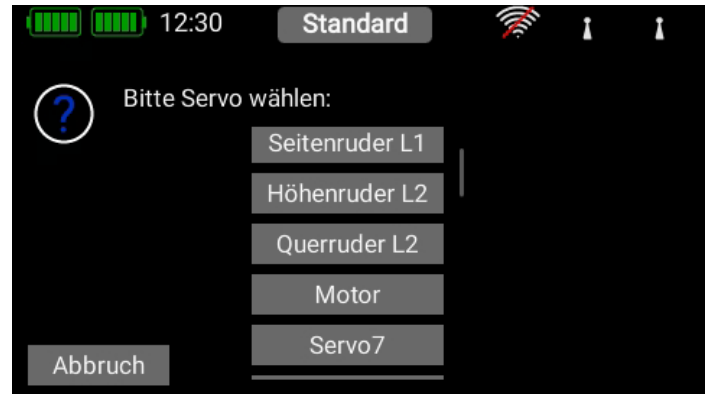 12:30 Standard
?
Bitte Servo wählen:
Seitenruder L1
Höhenruder L2
Querruder L2
Motor
Servo7
Abbruch